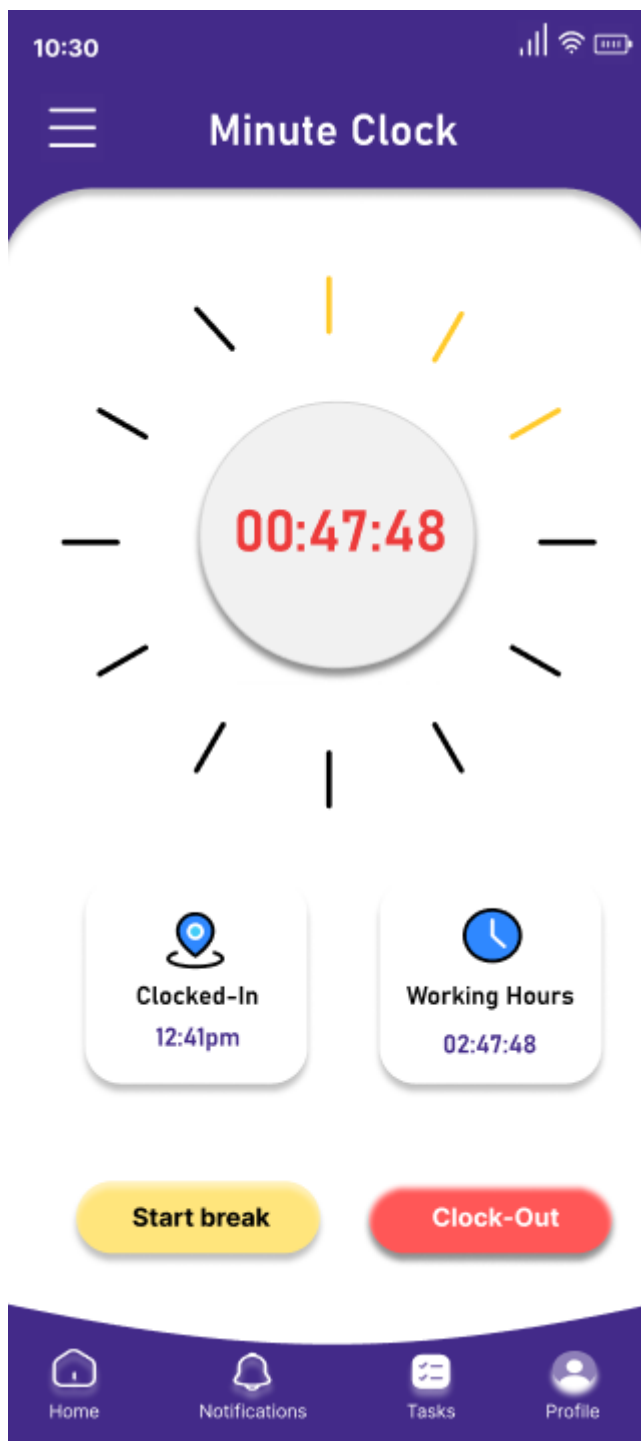 10:30
Minute Clock
00:47:48
Clocked-In
12:41pm
Working Hours
02:47:48
Start break
Clock-Out
Home
Notifications
Tasks
Profile